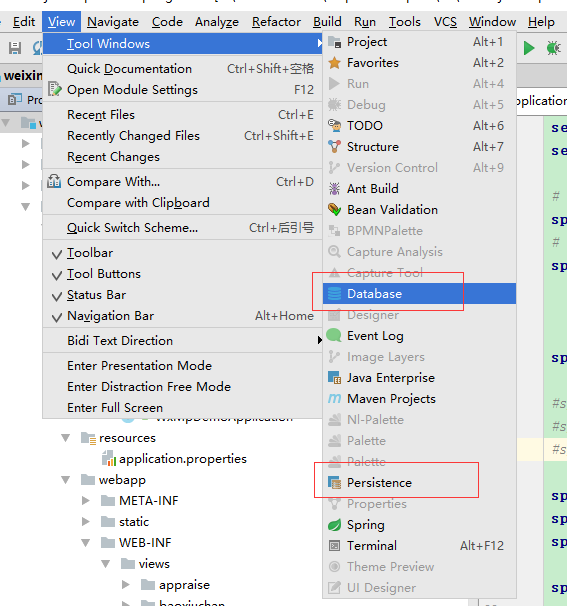 Edit View Navigate Code Analyze Refactor Build Run Tools VCS Window Help
weixin
Tool Windows
Quick Documentation Ctrl+Shift+空格
Open Module Settings F12
Recent Files Ctrl+E
Recently Changed Files Ctrl+Shift+E
Recent Changes
Compare With... Ctrl+D
Compare with Clipboard
Quick Switch Scheme... Ctrl+后引号
Toolbar
Tool Buttons
Status Bar
Navigation Bar Alt+Home
Bidi Text Direction
Enter Presentation Mode
Enter Distraction Free Mode
Enter Full Screen
Project Alt+1
Favorites Alt+2
Run Alt+4
Debug Alt+5
TODO Alt+6
Structure Alt+7
Version Control Alt+9
Ant Build
Bean Validation
BPMNPalette
Capture Analysis
Capture Tool
Database
Designer
Event Log
Image Layers
Java Enterprise
Maven Projects
NI-Palette
Palette
Palette
Persistence
Properties
Spring
Terminal Alt+F12
Theme Preview
UI Designer
resources
application.properties
webapp
META-INF
static
WEB-INF
views
appraise
pplication.
se
se
#
sp
#
sp
sp
#s
#s
#s
sp
sp
sp
sp